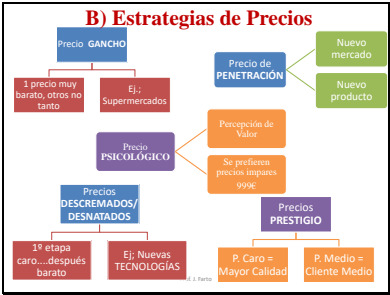 B) Estrategias de Precios
Precio GANCHO
1 precio muy
barato, otros no
tanto
Ej.;
Supermercados
Precio de
PENETRACIÓN
Nuevo
mercado
Nuevo
producto
Precio
PSICOLÓGICO
Percepción de
Valor
Se prefieren
precios impares
999€
Precios
DESCREMADOS/
DESNATADOS
1º etapa
caro....después
barato
Ej; Nuevas
TECNOLOGÍAS
Precios
PRESTIGIO
P. Caro =
Mayor Calidad
P. Medio =
Cliente Medio